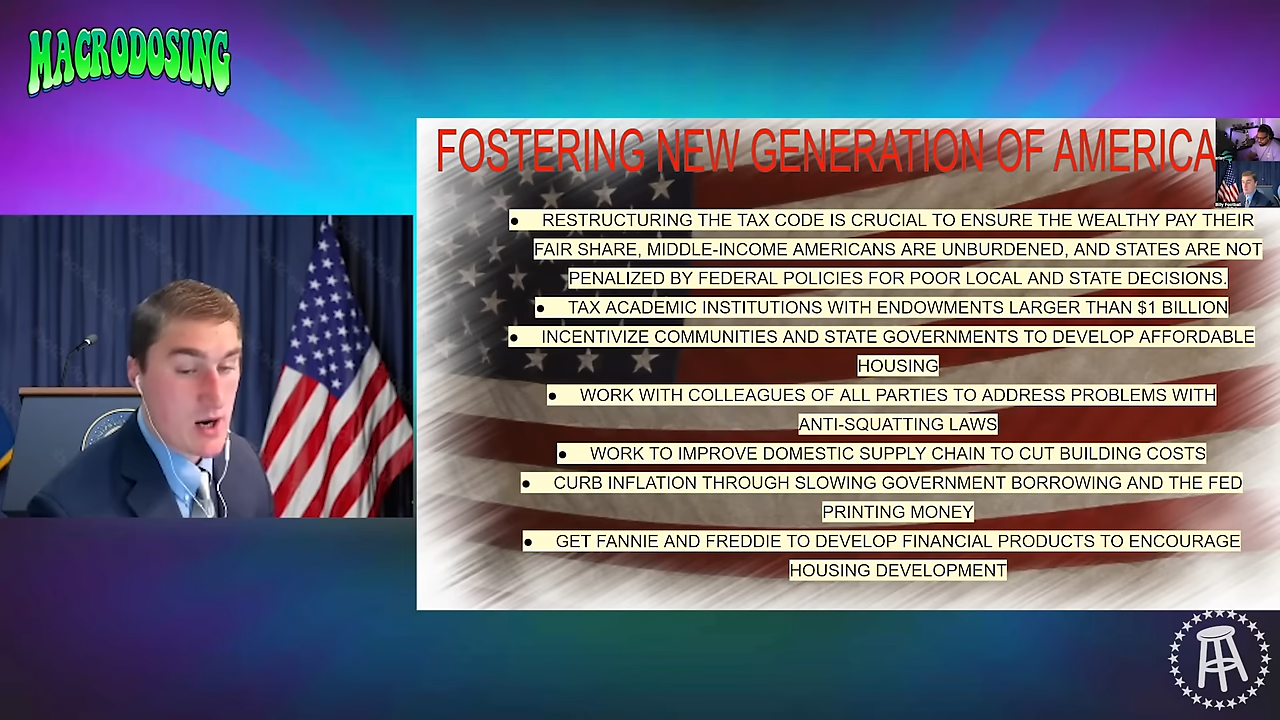 MACRODOSING
FOSTERING NEW GENERATION OF AMERICA
Billy Football
● RESTRUCTURING THE TAX CODE IS CRUCIAL TO ENSURE THE WEALTHY PAY THEIR
FAIR SHARE, MIDDLE-INCOME AMERICANS ARE UNBURDENED, AND STATES ARE NOT
PENALIZED BY FEDERAL POLICIES FOR POOR LOCAL AND STATE DECISIONS.
● TAX ACADEMIC INSTITUTIONS WITH ENDOWMENTS LARGER THAN $1 BILLION
● INCENTIVIZE COMMUNITIES AND STATE GOVERNMENTS TO DEVELOP AFFORDABLE
HOUSING
● WORK WITH COLLEAGUES OF ALL PARTIES TO ADDRESS PROBLEMS WITH
ANTI-SQUATTING LAWS
● WORK TO IMPROVE DOMESTIC SUPPLY CHAIN TO CUT BUILDING COSTS
● CURB INFLATION THROUGH SLOWING GOVERNMENT BORROWING AND THE FED
PRINTING MONEY
● GET FANNIE AND FREDDIE TO DEVELOP FINANCIAL PRODUCTS TO ENCOURAGE
HOUSING DEVELOPMENT